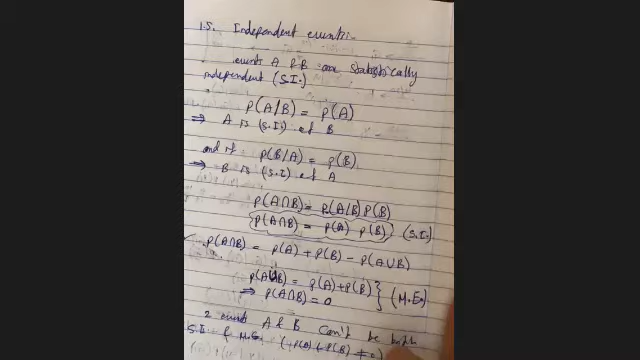 1.5. Independent events:-
events A & B are statistically
independent (S.I.)
P(A/B) = P(A)
⇒ A is (S.I.) of B
and if P(B/A) = P(B)
⇒ B is (S.I) of A
P(A∩B) = P(A/B) P(B)
P(A∩B) = P(A) P(B) (S.I.)
P(A∩B) = P(A) + P(B) - P(A∪B)
P(A∪B) = P(A) + P(B)
⇒ P(A∩B) = 0 (M.E.)
2 events A & B can't be both
S.I & M.E. P(B) ≠ 0)